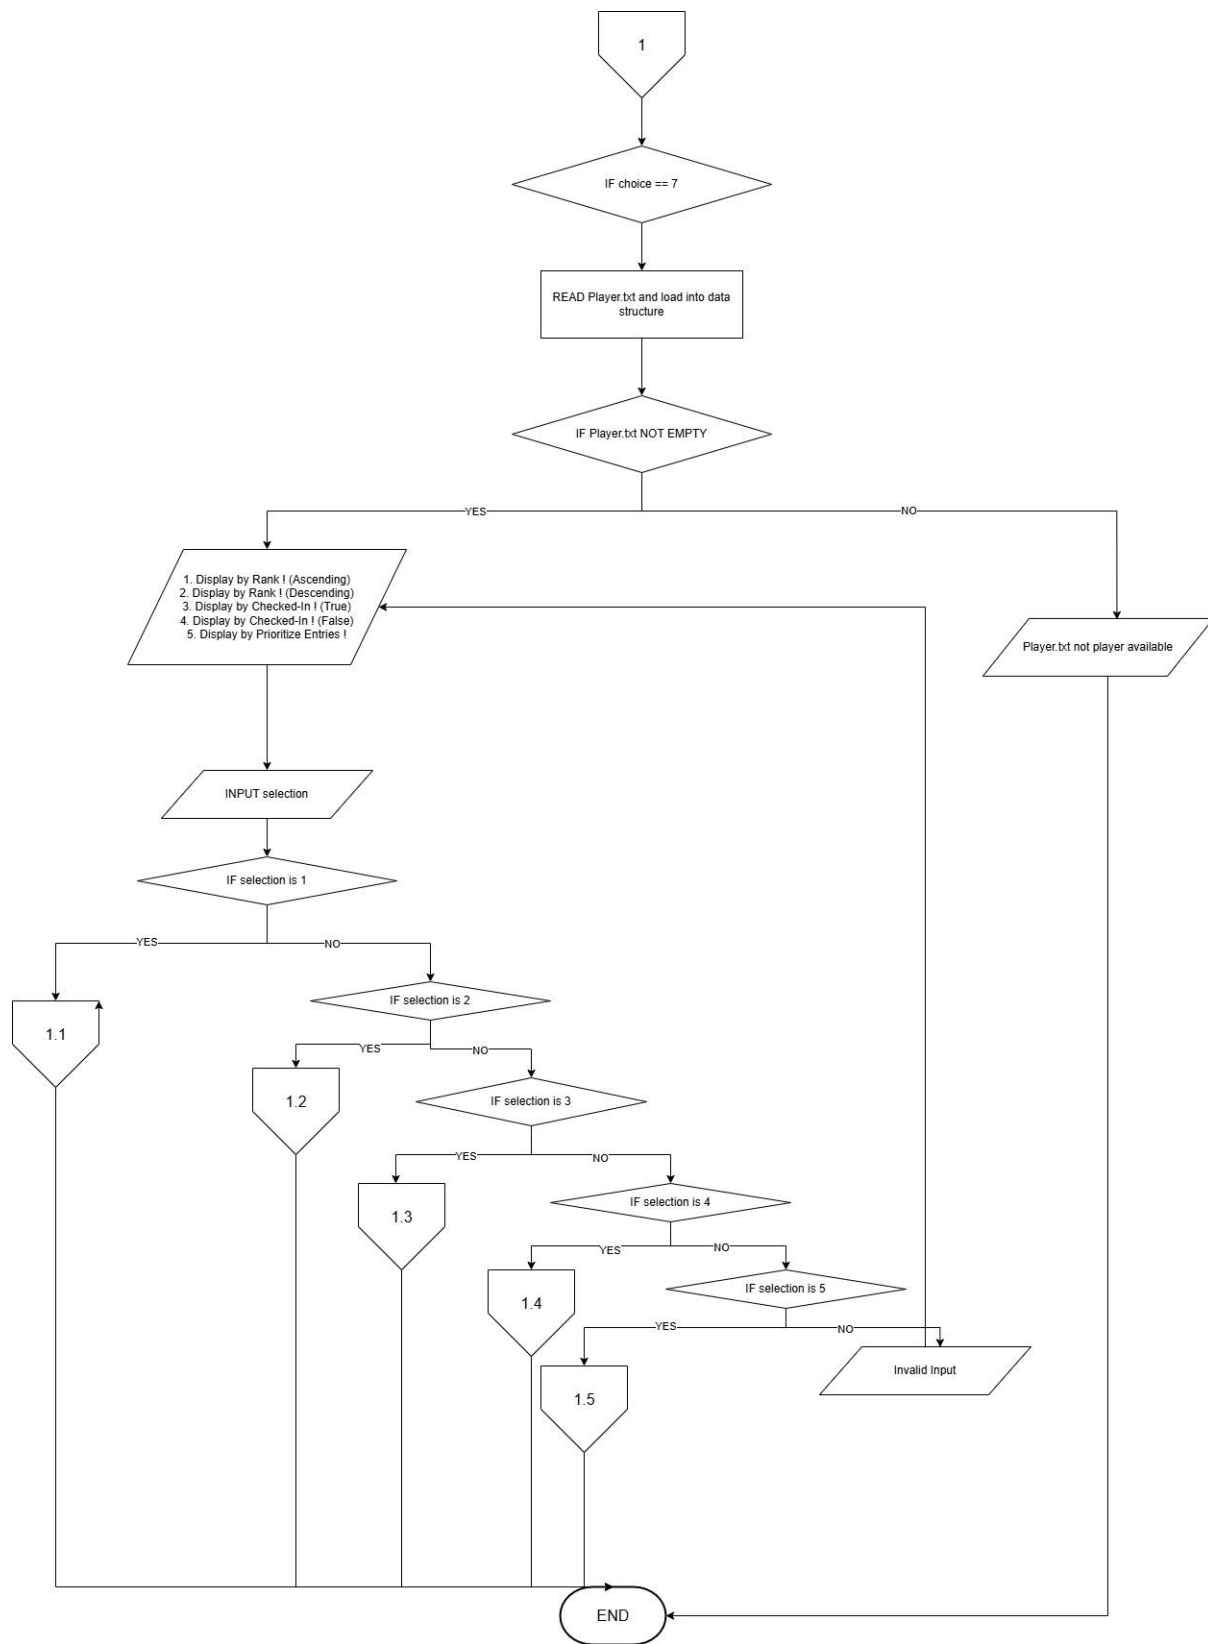 1
IF choice == 7
READ Player.txt and load into data
structure
IF Player.txt NOT EMPTY
YES
NO
1. Display by Rank ! (Ascending)
2. Display by Rank ! (Descending)
3. Display by Checked-In ! (True)
4. Display by Checked-In ! (False)
5. Display by Prioritize Entries !
Player.txt not player available
INPUT selection
IF selection is 1
YES
NO
1.1
IF selection is 2
YES
NO
1.2
IF selection is 3
YES
NO
1.3
IF selection is 4
YES
NO
1.4
IF selection is 5
YES
NO
1.5
Invalid Input
END